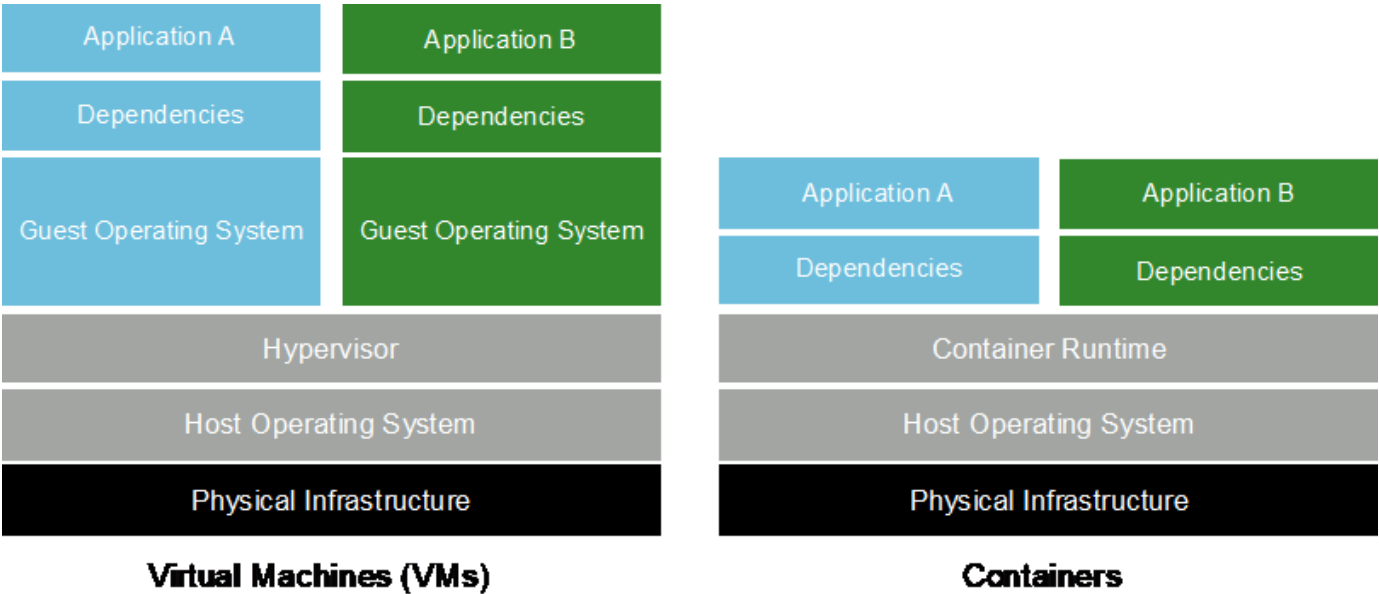 Application A
Application B
Dependencies
Dependencies
Guest Operating System
Guest Operating System
Hypervisor
Host Operating System
Physical Infrastructure
Virtual Machines (VMs)
Application A
Application B
Dependencies
Dependencies
Container Runtime
Host Operating System
Physical Infrastructure
Containers